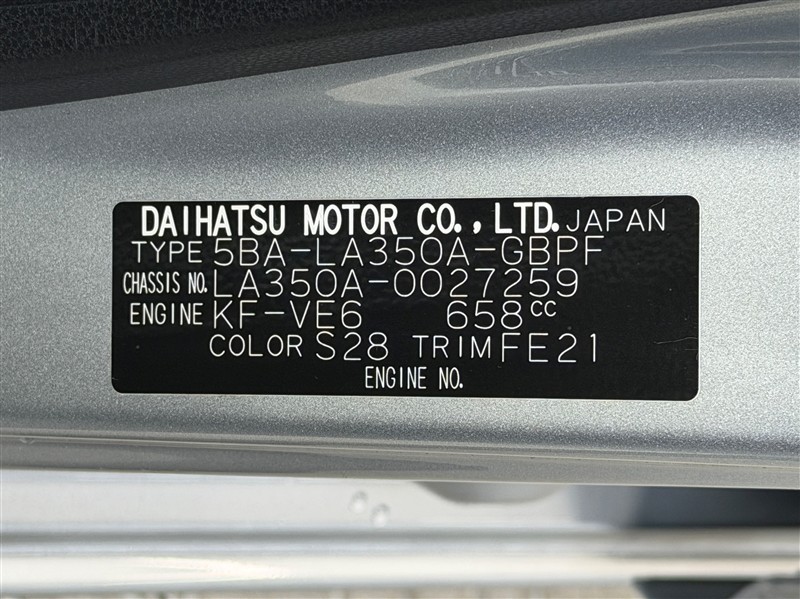 DAIHATSU MOTOR CO., LTD. JAPAN
TYPE 5BA-LA350A-GBPF
CHASSIS NO. LA350A-0027259
ENGINE KF-VE6 658cc
COLOR S28 TRIM FE21
ENGINE NO.